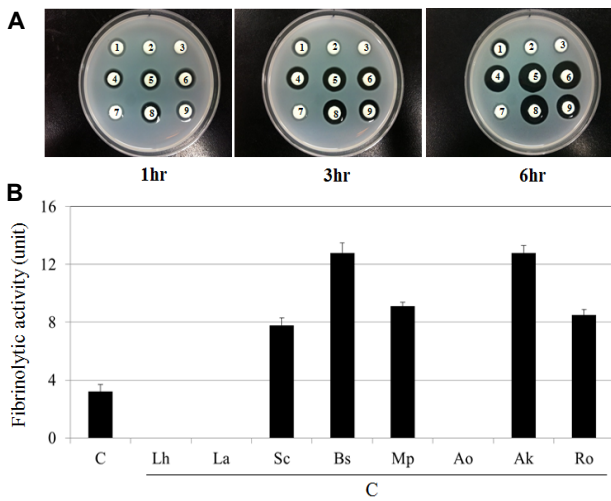 A
1 2 3
4 5 6
7 8 9
1 2 3
4 5 6
7 8 9
1 2 3
4 5 6
7 8 9
1hr 3hr 6hr
B
Fibrinolytic activity (unit)
16
12
8
4
0
C Lh La Sc Bs Mp Ao Ak Ro
C